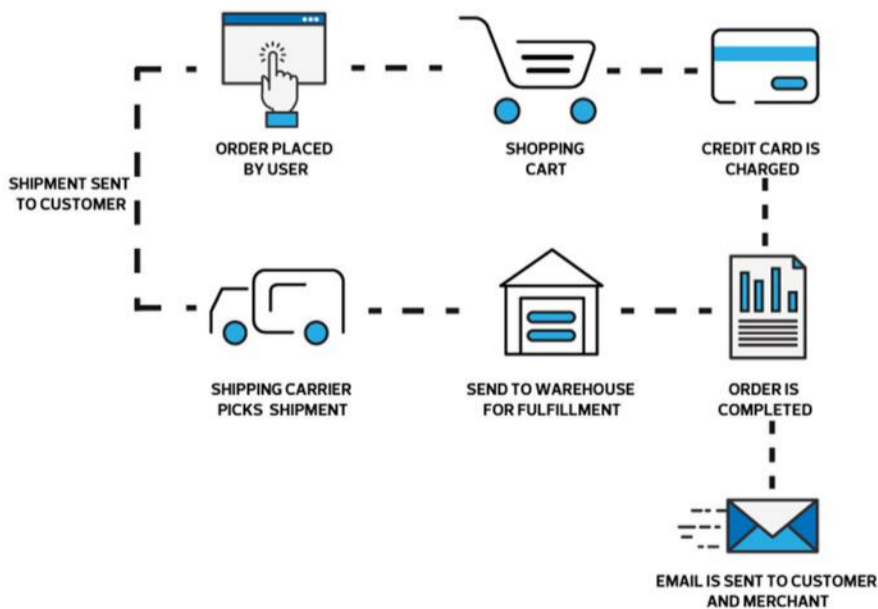 ORDER PLACED
BY USER
SHOPPING
CART
CREDIT CARD IS
CHARGED
SHIPMENT SENT
TO CUSTOMER
SHIPPING CARRIER
PICKS SHIPMENT
SEND TO WAREHOUSE
FOR FULFILLMENT
ORDER IS
COMPLETED
EMAIL IS SENT TO CUSTOMER
AND MERCHANT